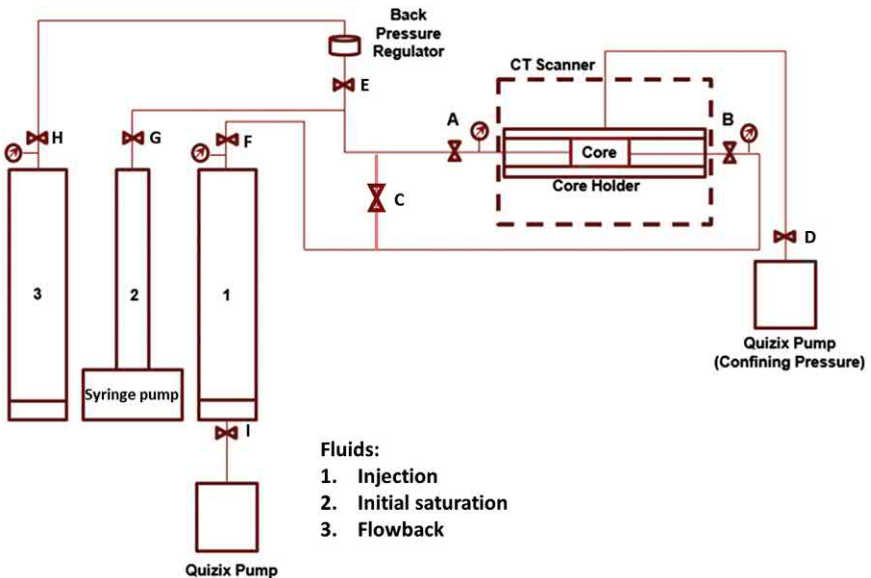 Back
Pressure
Regulator
CT Scanner
E
A
B
H
G
F
Core
Core Holder
C
D
3
2
1
Quizix Pump
(Confining Pressure)
Syringe pump
I
Fluids:
1. Injection
2. Initial saturation
3. Flowback
Quizix Pump